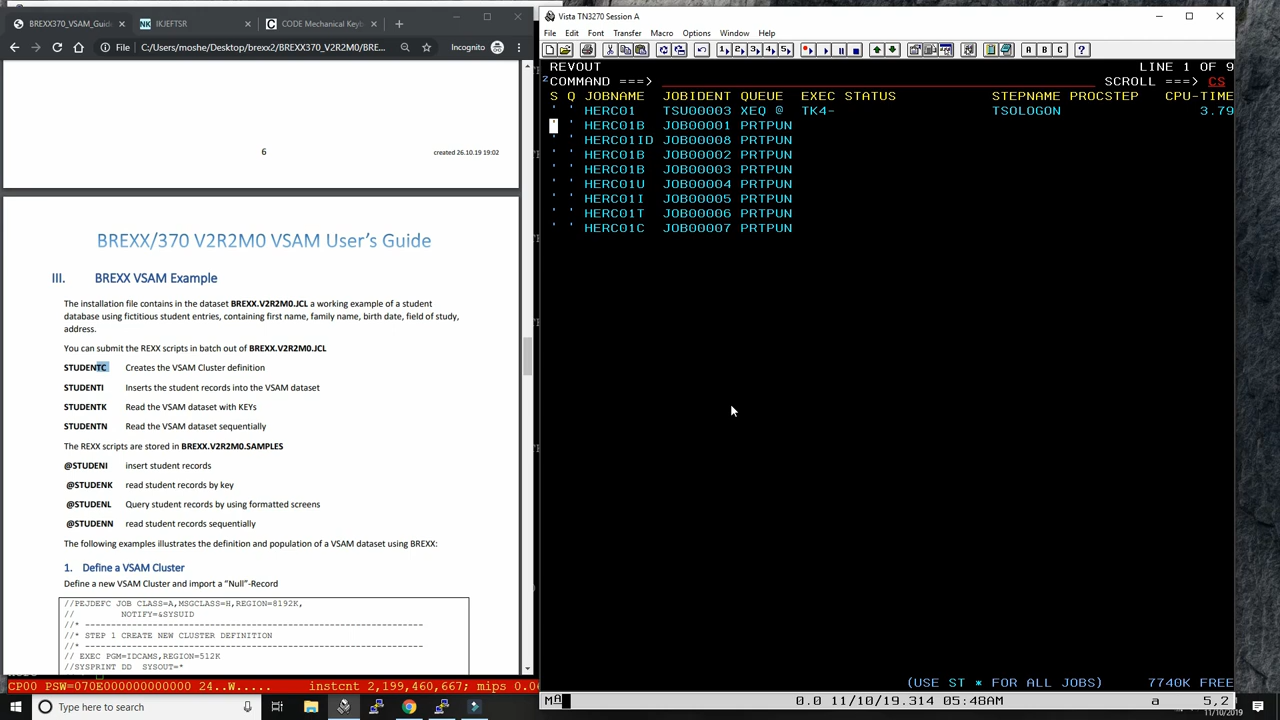 BREXX370_VSAM_Guide
IKJEFTSR
CODE Mechanical Key
File C:/Users/moshe/Desktop/brexx2/BREXX370_V2R2M0/BRE... Incognito
6
created 26.10.19 19:02
BREXX/370 V2R2M0 VSAM User's Guide
III. BREXX VSAM Example
The installation file contains in the dataset BREXX.V2R2M0.JCL a working example of a student
database using fictitious student entries, containing first name, family name, birth date, field of study,
address.
You can submit the REXX scripts in batch out of BREXX.V2R2M0.JCL
STUDENTC Creates the VSAM Cluster definition
STUDENTI Inserts the student records into the VSAM dataset
STUDENTK Read the VSAM dataset with KEYs
STUDENTN Read the VSAM dataset sequentially
The REXX scripts are stored in BREXX.V2R2M0.SAMPLES
@STUDENI insert student records
@STUDENK read student records by key
@STUDENL Query student records by using formatted screens
@STUDENN read student records sequentially
The following examples illustrates the definition and population of a VSAM dataset using BREXX:
1. Define a VSAM Cluster
Define a new VSAM Cluster and import a “Null”-Record
//PEJDEFC JOB CLASS=A,MSGCLASS=H,REGION=8192K,
// NOTIFY=&SYSUID
//* ----------------------------------------------------------
//* STEP 1 CREATE NEW CLUSTER DEFINITION
//* ----------------------------------------------------------
// EXEC PGM=IDCAMS,REGION=512K
//SYSPRINT DD SYSOUT=*
CP00 PSW=070E000000000000 24..W..... instcnt 2,199,460,667; mips 0.0
Vista TN3270 Session A
File Edit Font Transfer Macro Options Window Help
1 2 3 4 5 A B C ?
REVOUT LINE 1 OF 9
COMMAND ===> SCROLL ===> CS
S Q JOBNAME JOBIDENT QUEUE EXEC STATUS STEPNAME PROCSTEP CPU-TIME
' ' HERC01 TSU00003 XEQ @ TK4- TSOLOGON 3.79
' HERC01B JOB00001 PRTPUN
' ' HERC01ID JOB00008 PRTPUN
' ' HERC01B JOB00002 PRTPUN
' ' HERC01B JOB00003 PRTPUN
' ' HERC01U JOB00004 PRTPUN
' ' HERC01I JOB00005 PRTPUN
' ' HERC01T JOB00006 PRTPUN
' ' HERC01C JOB00007 PRTPUN
(USE ST * FOR ALL JOBS) 7740K FREE
MA 0.0 11/10/19.314 05:48AM a 5,2
Type here to search
11/10/2019